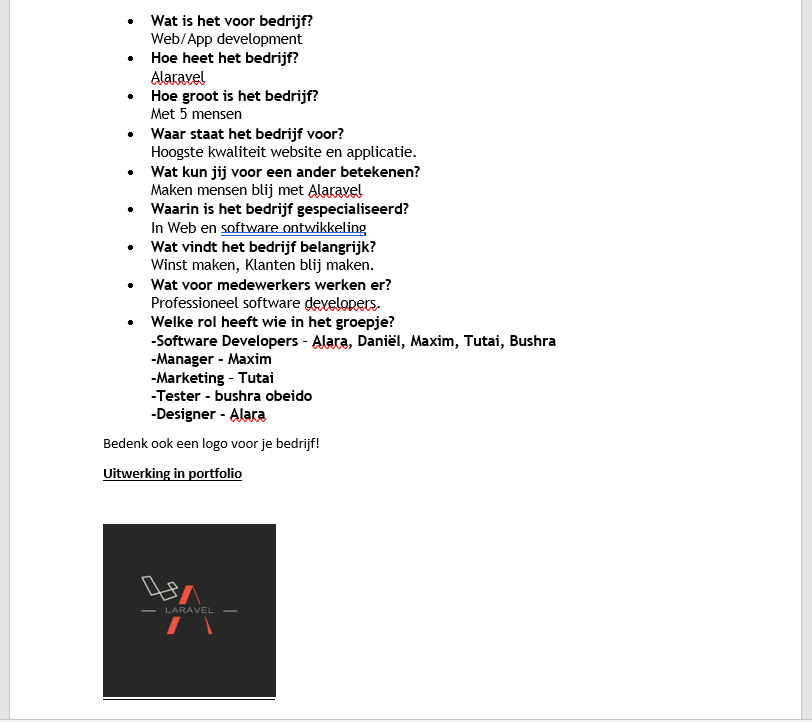 Wat is het voor bedrijf?
Web/App development
Hoe heet het bedrijf?
Alaravel
Hoe groot is het bedrijf?
Met 5 mensen
Waar staat het bedrijf voor?
Hoogste kwaliteit website en applicatie.
Wat kun jij voor een ander betekenen?
Maken mensen blij met Alaravel
Waarin is het bedrijf gespecialiseerd?
In Web en software ontwikkeling
Wat vindt het bedrijf belangrijk?
Winst maken, Klanten blij maken.
Wat voor medewerkers werken er?
Professioneel software developers.
Welke rol heeft wie in het groepje?
-Software Developers – Alara, Daniël, Maxim, Tutai, Bushra
-Manager - Maxim
-Marketing – Tutai
-Tester – bushra obeido
-Designer – Alara
Bedenk ook een logo voor je bedrijf!
Uitwerking in portfolio
A
LARAVEL